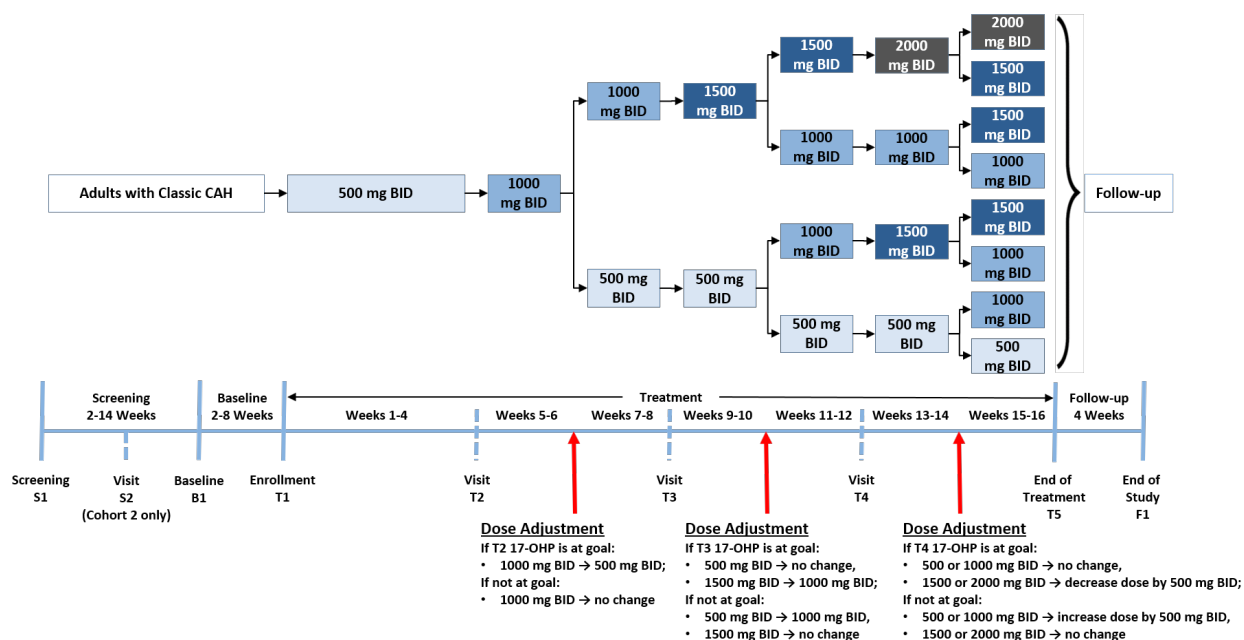 2000
mg BID
1500
mg BID
2000
mg BID
1500
mg BID
1000
mg BID
1500
mg BID
1500
mg BID
1000
mg BID
1000
mg BID
1000
mg BID
Adults with Classic CAH
500 mg BID
1000
mg BID
Follow-up
1500
mg BID
1000
mg BID
1500
mg BID
1000
mg BID
500 mg
BID
500 mg
BID
1000
mg BID
500 mg
BID
500 mg
BID
500
mg BID
Screening
2-14 Weeks
Baseline
2-8 Weeks
Treatment
Weeks 1-4
Weeks 5-6
Weeks 7-8
Weeks 9-10
Weeks 11-12
Weeks 13-14
Weeks 15-16
Follow-up
4 Weeks
Screening
S1
Visit
S2
(Cohort 2 only)
Baseline
B1
Enrollment
T1
Visit
T2
Visit
T3
Visit
T4
End of
Treatment
T5
End of
Study
F1
Dose Adjustment
If T2 17-OHP is at goal:
• 1000 mg BID → 500 mg BID;
If not at goal:
• 1000 mg BID → no change
Dose Adjustment
If T3 17-OHP is at goal:
• 500 mg BID → no change,
• 1500 mg BID → 1000 mg BID;
If not at goal:
• 500 mg BID → 1000 mg BID,
• 1500 mg BID → no change
Dose Adjustment
If T4 17-OHP is at goal:
• 500 or 1000 mg BID → no change,
• 1500 or 2000 mg BID → decrease dose by 500 mg BID;
If not at goal:
• 500 or 1000 mg BID → increase dose by 500 mg BID,
• 1500 or 2000 mg BID → no change